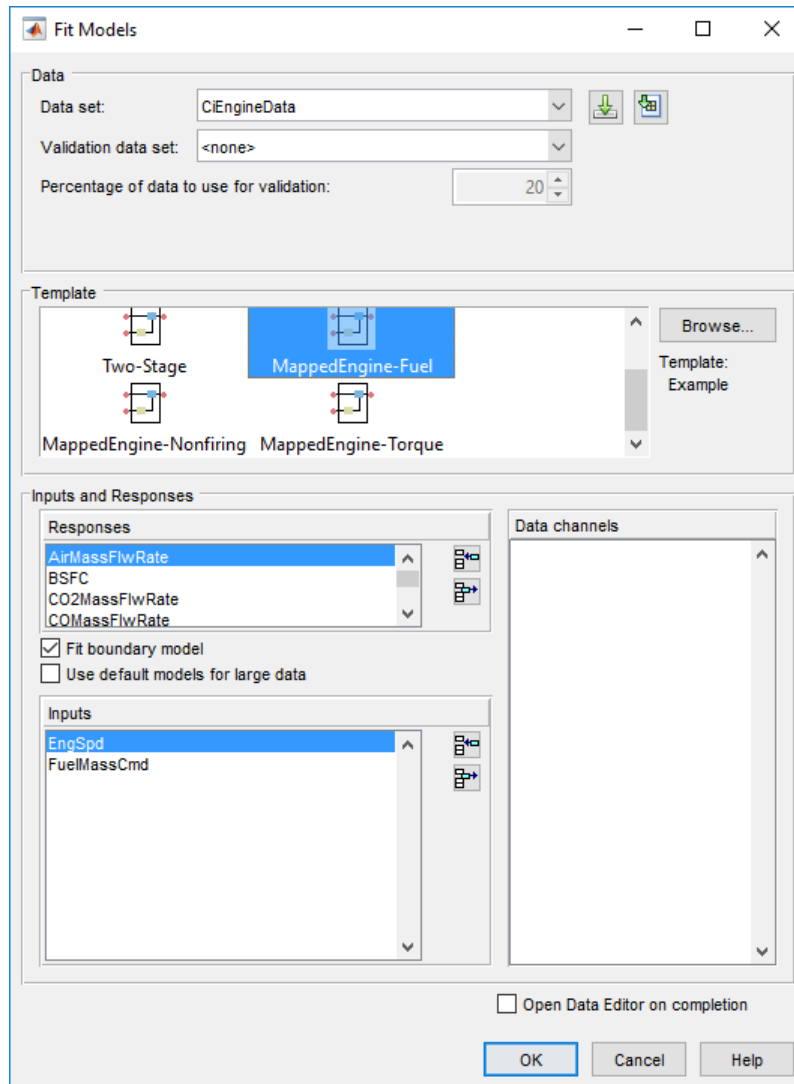 Fit Models
Data
Data set: CiEngineData
Validation data set: <none>
Percentage of data to use for validation: 20
Template
Two-Stage MappedEngine-Fuel
MappedEngine-Nonfiring MappedEngine-Torque
Browse...
Template:
Example
Inputs and Responses
Responses
AirMassFlwRate
BSFC
CO2MassFlwRate
COMassFlwRate
Fit boundary model
Use default models for large data
Inputs
EngSpd
FuelMassCmd
Data channels
Open Data Editor on completion
OK Cancel Help